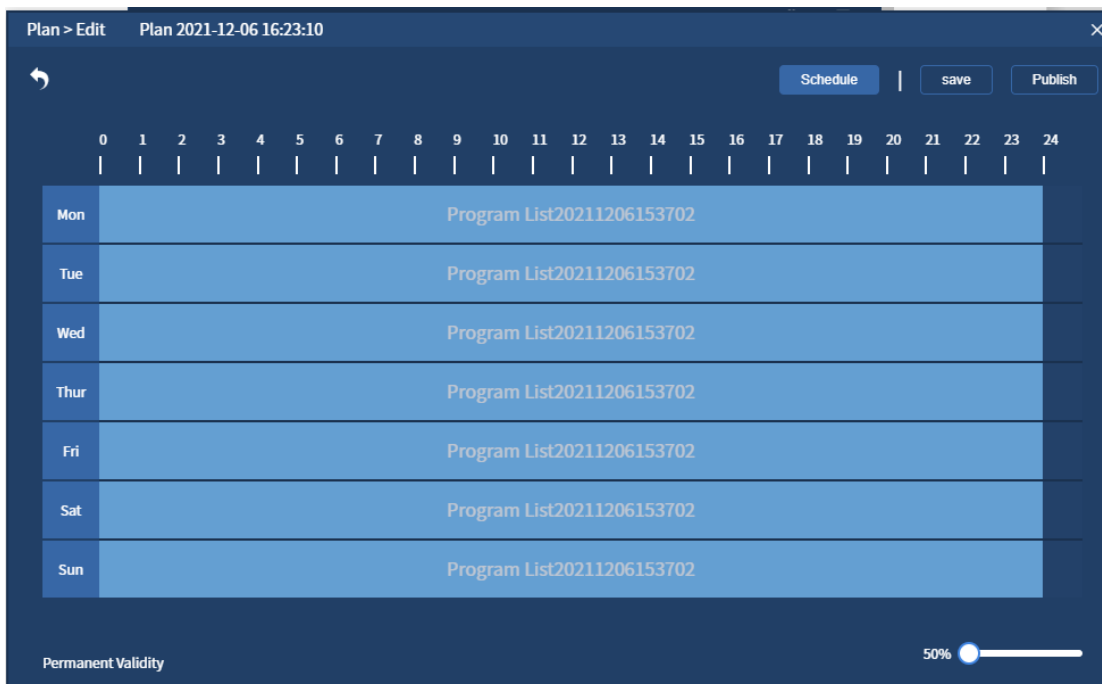 Plan > Edit Plan 2021-12-06 16:23:10
Schedule | save Publish
0 1 2 3 4 5 6 7 8 9 10 11 12 13 14 15 16 17 18 19 20 21 22 23 24
Mon Program List20211206153702
Tue Program List20211206153702
Wed Program List20211206153702
Thur Program List20211206153702
Fri Program List20211206153702
Sat Program List20211206153702
Sun Program List20211206153702
50%
Permanent Validity